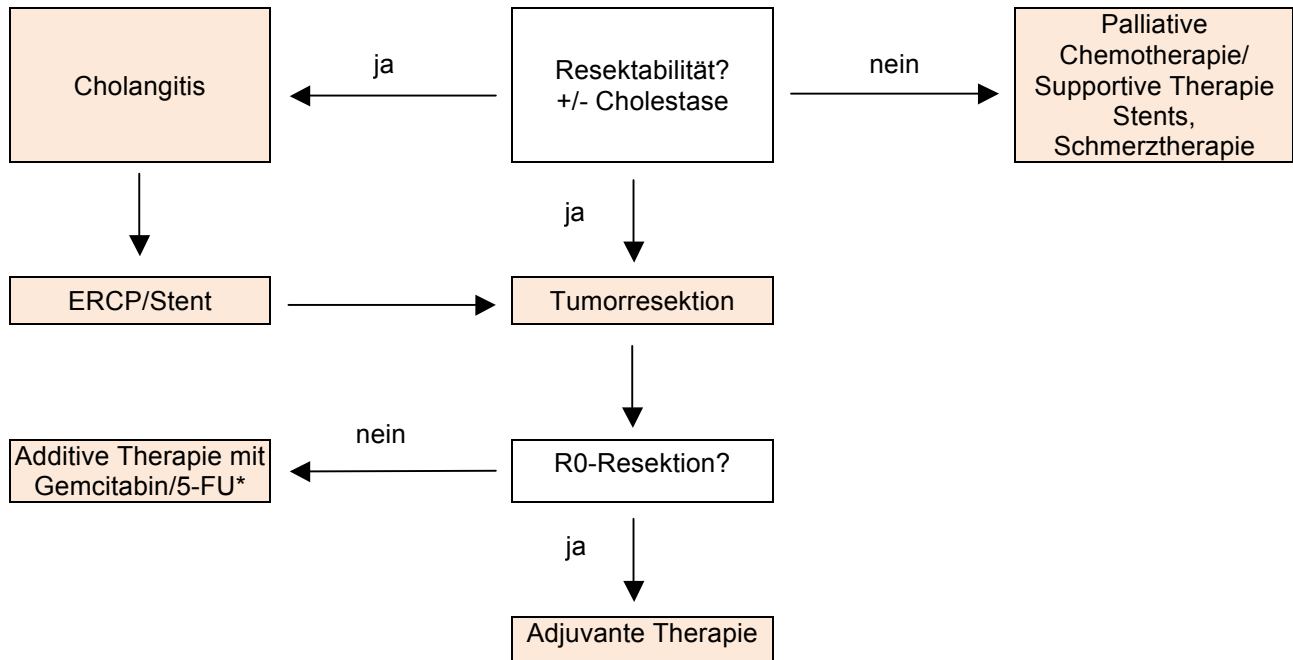 Cholangitis
ja
Resektabilität?
+/- Cholestase
nein
Palliative
Chemotherapie/
Supportive Therapie
Stents,
Schmerztherapie
ja
ERCP/Stent
Tumorresektion
Additive Therapie mit
Gemcitabin/5-FU*
nein
R0-Resektion?
ja
Adjuvante Therapie